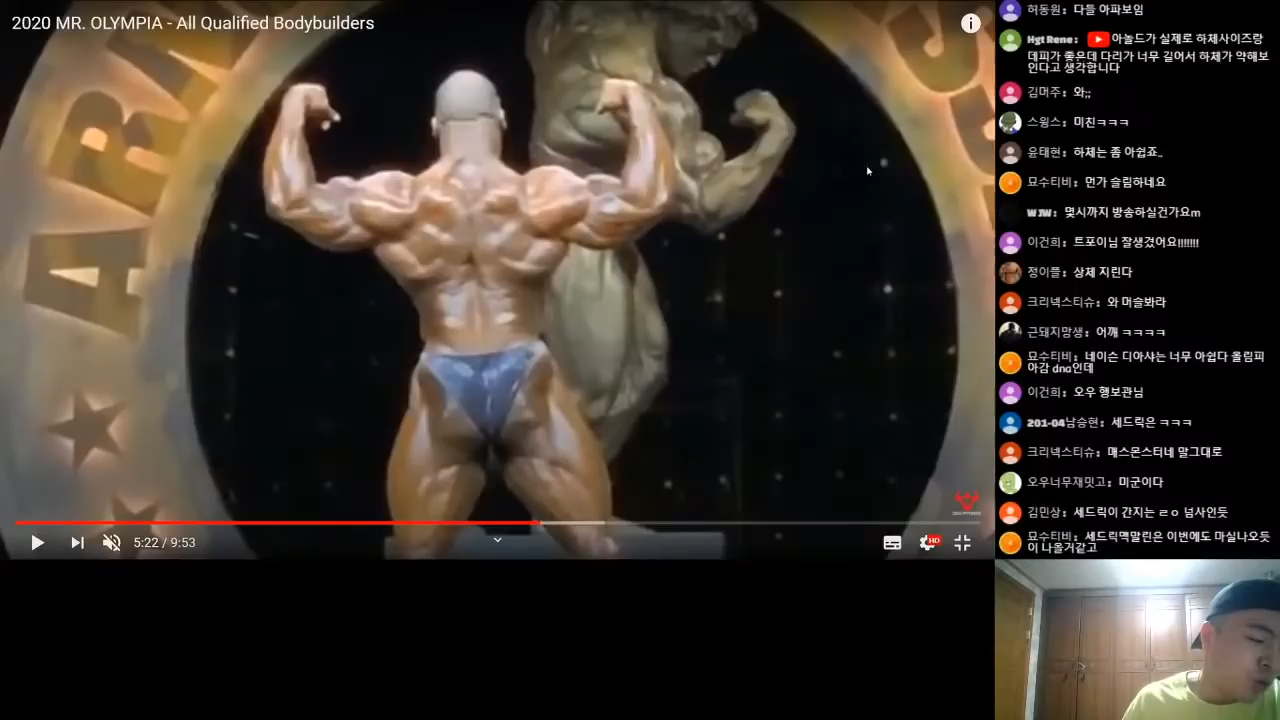 2020 MR. OLYMPIA - All Qualified Bodybuilders
AR
5:22 / 9:53
HD
허동원: 다들 아파보임
Hgt Rene: 아놀드가 실제로 하체사이즈랑
데피가 좋은데 다리가 너무 길어서 하체가 약해보
인다고 생각합니다
김머주: 와;;
스윙스: 미친ㅋㅋㅋ
윤태현: 하체는 좀 아쉽죠..
묘수티비: 먼가 슬림하네요
WJW: 몇시까지 방송하실건가요m
이건희: 트포이님 잘생겼어요!!!!!!!
정이플: 상체 지린다
크리넥스티슈: 와 머슬봐라
근돼지망생: 어깨 ㅋㅋㅋㅋ
묘수티비: 네이슨 디아샤는 너무 아쉽다 올림피
아감 dna인데
이건희: 오우 행보관님
201-04남승현: 세드릭은 ㅋㅋㅋ
크리넥스티슈: 매스몬스터네 말그대로
오우너무재밋고: 미군이다
김민상: 세드릭이 간지는 ㄹㅇ 넘사인듯
묘수티비: 세드릭맥말린은 이번에도 마실나오듯
이 나올거같고